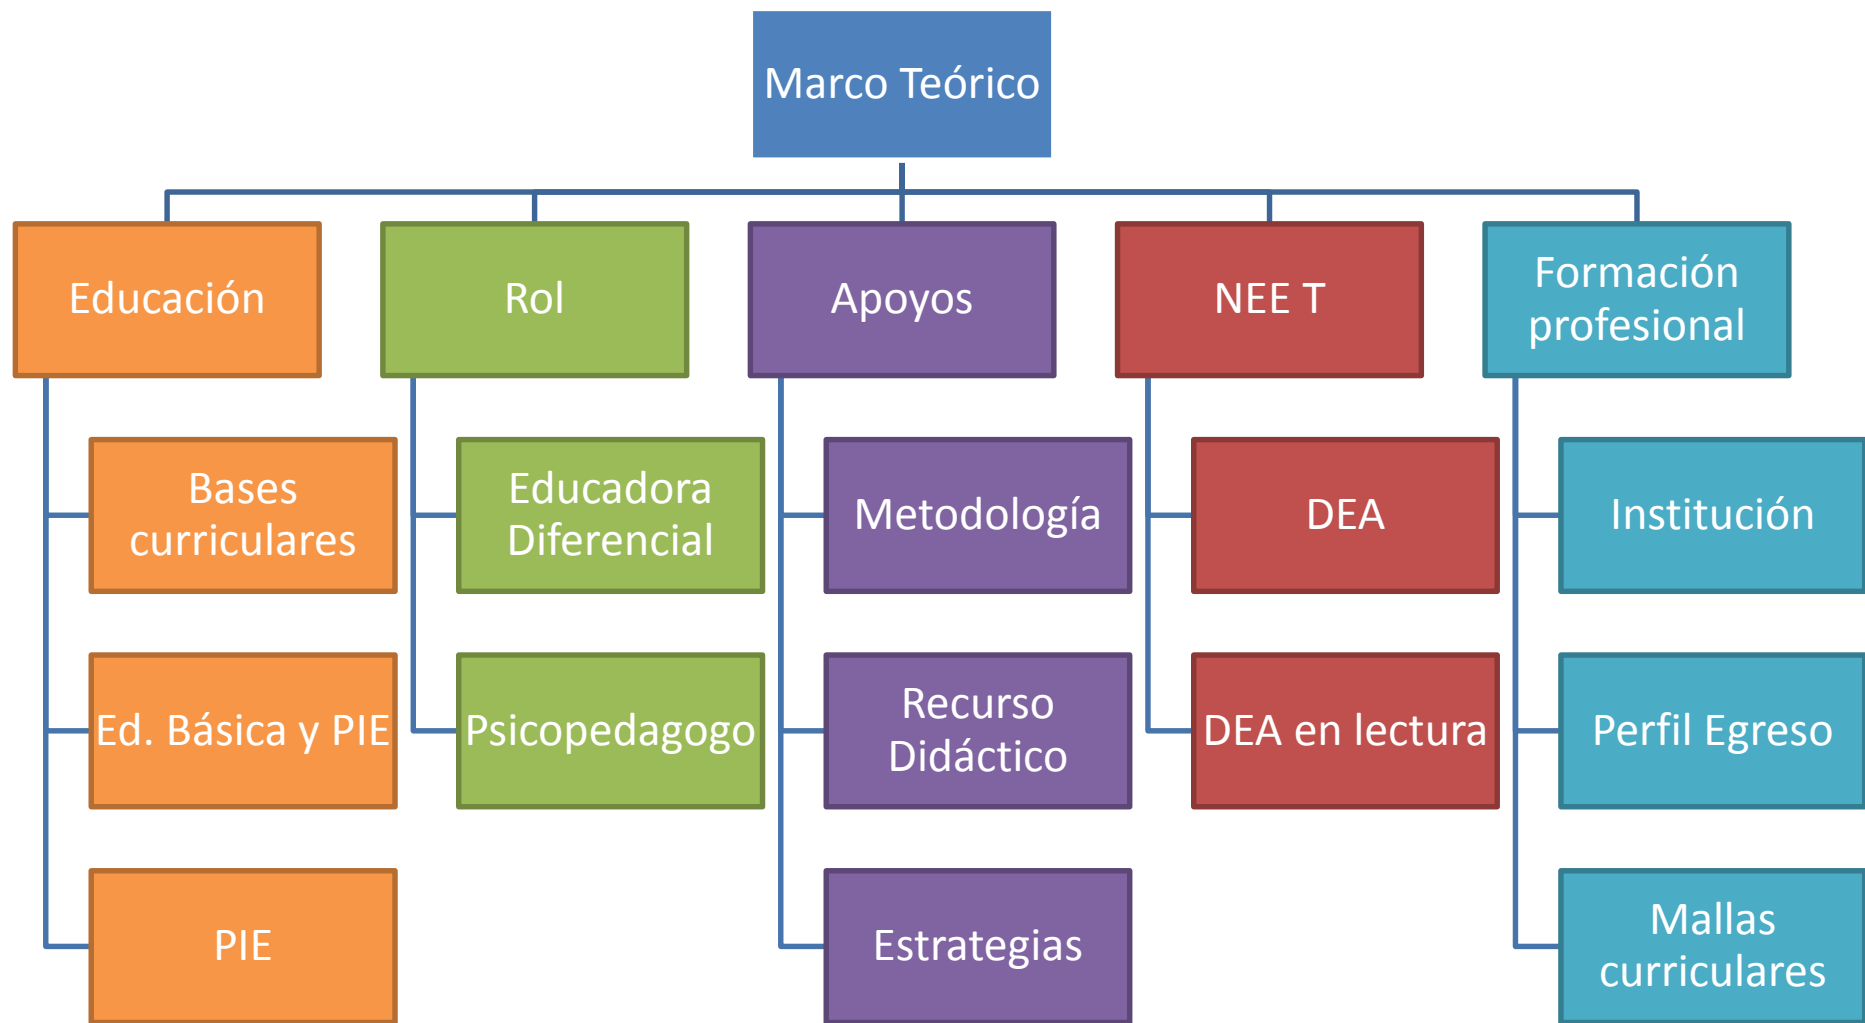 Marco Teórico
Educación
Rol
Apoyos
NEE T
Formación
profesional
Bases
curriculares
Educadora
Diferencial
Metodología
DEA
Institución
Ed. Básica y PIE
Psicopedagogo
Recurso
Didáctico
DEA en lectura
Perfil Egreso
PIE
Estrategias
Mallas
curriculares